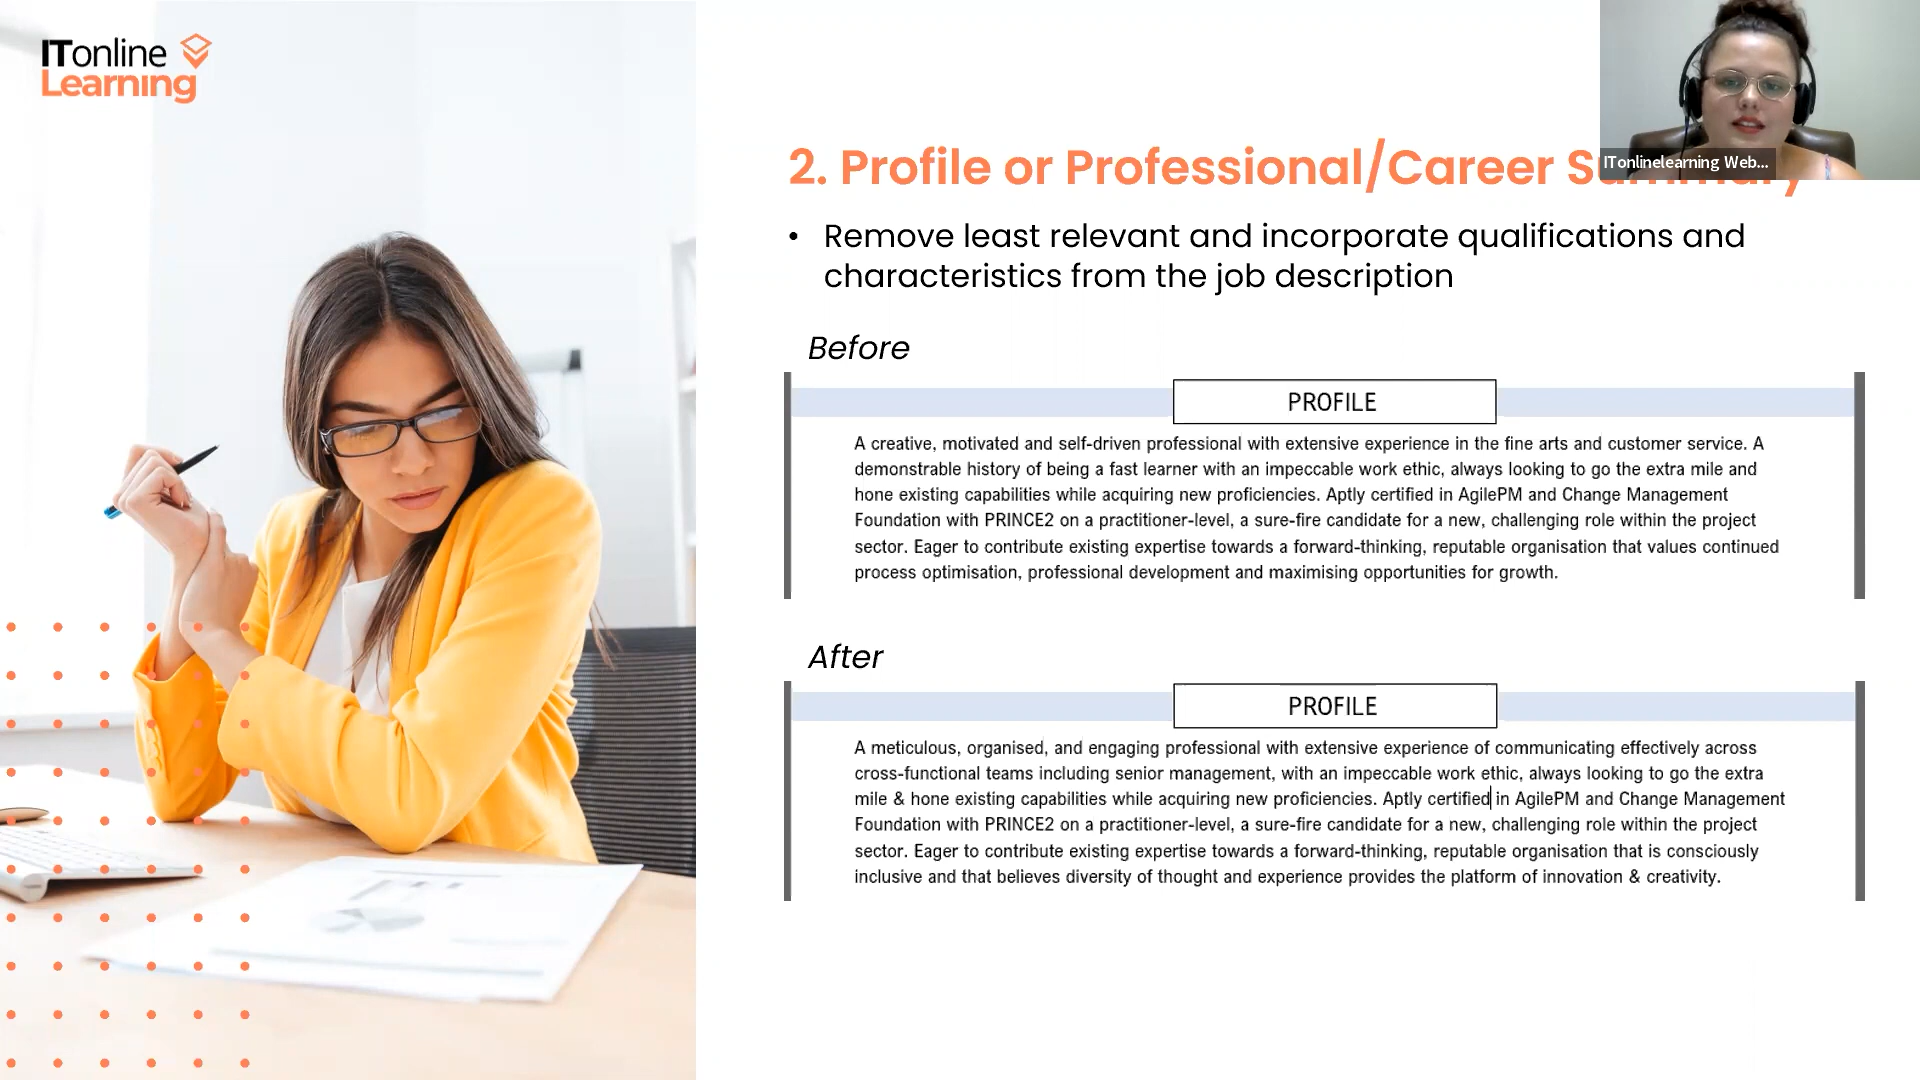 ITonline
Learning
ITonlinelearning Web...
2. Profile or Professional/Career Summary
• Remove least relevant and incorporate qualifications and
characteristics from the job description
Before
PROFILE
A creative, motivated and self-driven professional with extensive experience in the fine arts and customer service. A
demonstrable history of being a fast learner with an impeccable work ethic, always looking to go the extra mile and
hone existing capabilities while acquiring new proficiencies. Aptly certified in AgilePM and Change Management
Foundation with PRINCE2 on a practitioner-level, a sure-fire candidate for a new, challenging role within the project
sector. Eager to contribute existing expertise towards a forward-thinking, reputable organisation that values continued
process optimisation, professional development and maximising opportunities for growth.
After
PROFILE
A meticulous, organised, and engaging professional with extensive experience of communicating effectively across
cross-functional teams including senior management, with an impeccable work ethic, always looking to go the extra
mile & hone existing capabilities while acquiring new proficiencies. Aptly certified in AgilePM and Change Management
Foundation with PRINCE2 on a practitioner-level, a sure-fire candidate for a new, challenging role within the project
sector. Eager to contribute existing expertise towards a forward-thinking, reputable organisation that is consciously
inclusive and that believes diversity of thought and experience provides the platform of innovation & creativity.